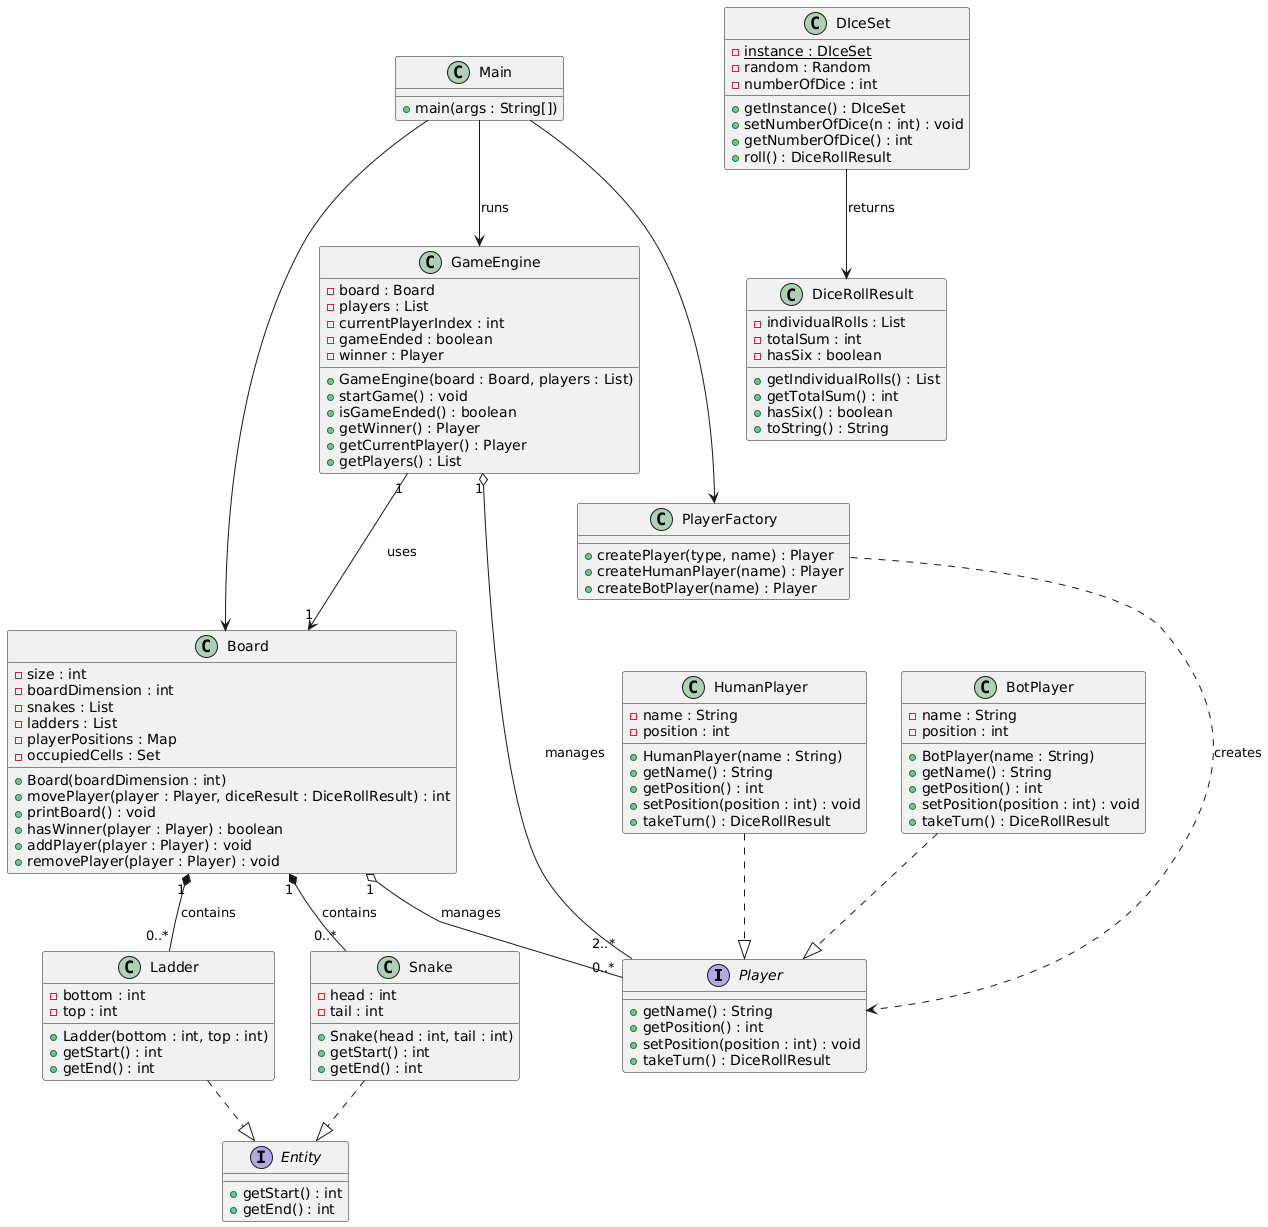 C Main
main(args : String[])
C DIceSet
instance : DIceSet
random : Random
numberOfDice : int
getInstance() : DIceSet
setNumberOfDice(n : int) : void
getNumberOfDice() : int
roll() : DiceRollResult
runs
returns
C GameEngine
board : Board
players : List
currentPlayerIndex : int
gameEnded : boolean
winner : Player
GameEngine(board : Board, players : List)
startGame() : void
isGameEnded() : boolean
getWinner() : Player
getCurrentPlayer() : Player
getPlayers() : List
C DiceRollResult
individualRolls : List
totalSum : int
hasSix : boolean
getIndividualRolls() : List
getTotalSum() : int
hasSix() : boolean
toString() : String
1
1
uses
1
C PlayerFactory
createPlayer(type, name) : Player
createHumanPlayer(name) : Player
createBotPlayer(name) : Player
C Board
size : int
boardDimension : int
snakes : List
ladders : List
playerPositions : Map
occupiedCells : Set
Board(boardDimension : int)
movePlayer(player : Player, diceResult : DiceRollResult) : int
printBoard() : void
hasWinner(player : Player) : boolean
addPlayer(player : Player) : void
removePlayer(player : Player) : void
manages
C HumanPlayer
name : String
position : int
HumanPlayer(name : String)
getName() : String
getPosition() : int
setPosition(position : int) : void
takeTurn() : DiceRollResult
C BotPlayer
name : String
position : int
BotPlayer(name : String)
getName() : String
getPosition() : int
setPosition(position : int) : void
takeTurn() : DiceRollResult
creates
1
1
1
contains
contains
manages
0..*
0..*
2..*
0..*
C Ladder
bottom : int
top : int
Ladder(bottom : int, top : int)
getStart() : int
getEnd() : int
C Snake
head : int
tail : int
Snake(head : int, tail : int)
getStart() : int
getEnd() : int
I Player
getName() : String
getPosition() : int
setPosition(position : int) : void
takeTurn() : DiceRollResult
I Entity
getStart() : int
getEnd() : int